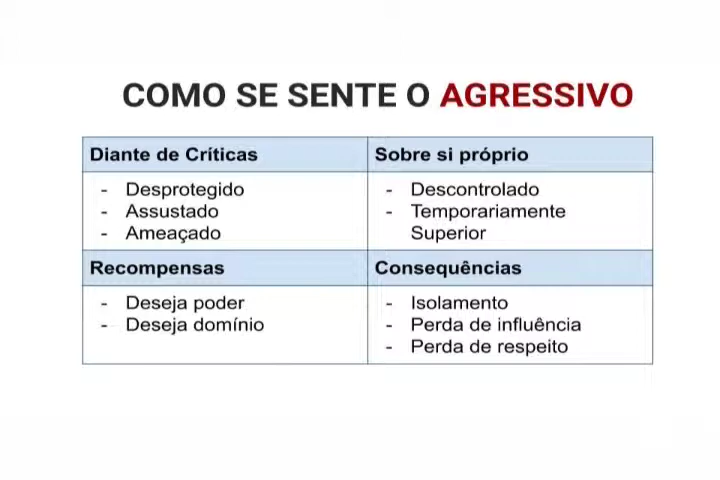 COMO SE SENTE O AGRESSIVO
Diante de Críticas
- Desprotegido
- Assustado
- Ameaçado
Sobre si próprio
- Descontrolado
- Temporariamente
Superior
Recompensas
- Deseja poder
- Deseja domínio
Consequências
- Isolamento
- Perda de influência
- Perda de respeito